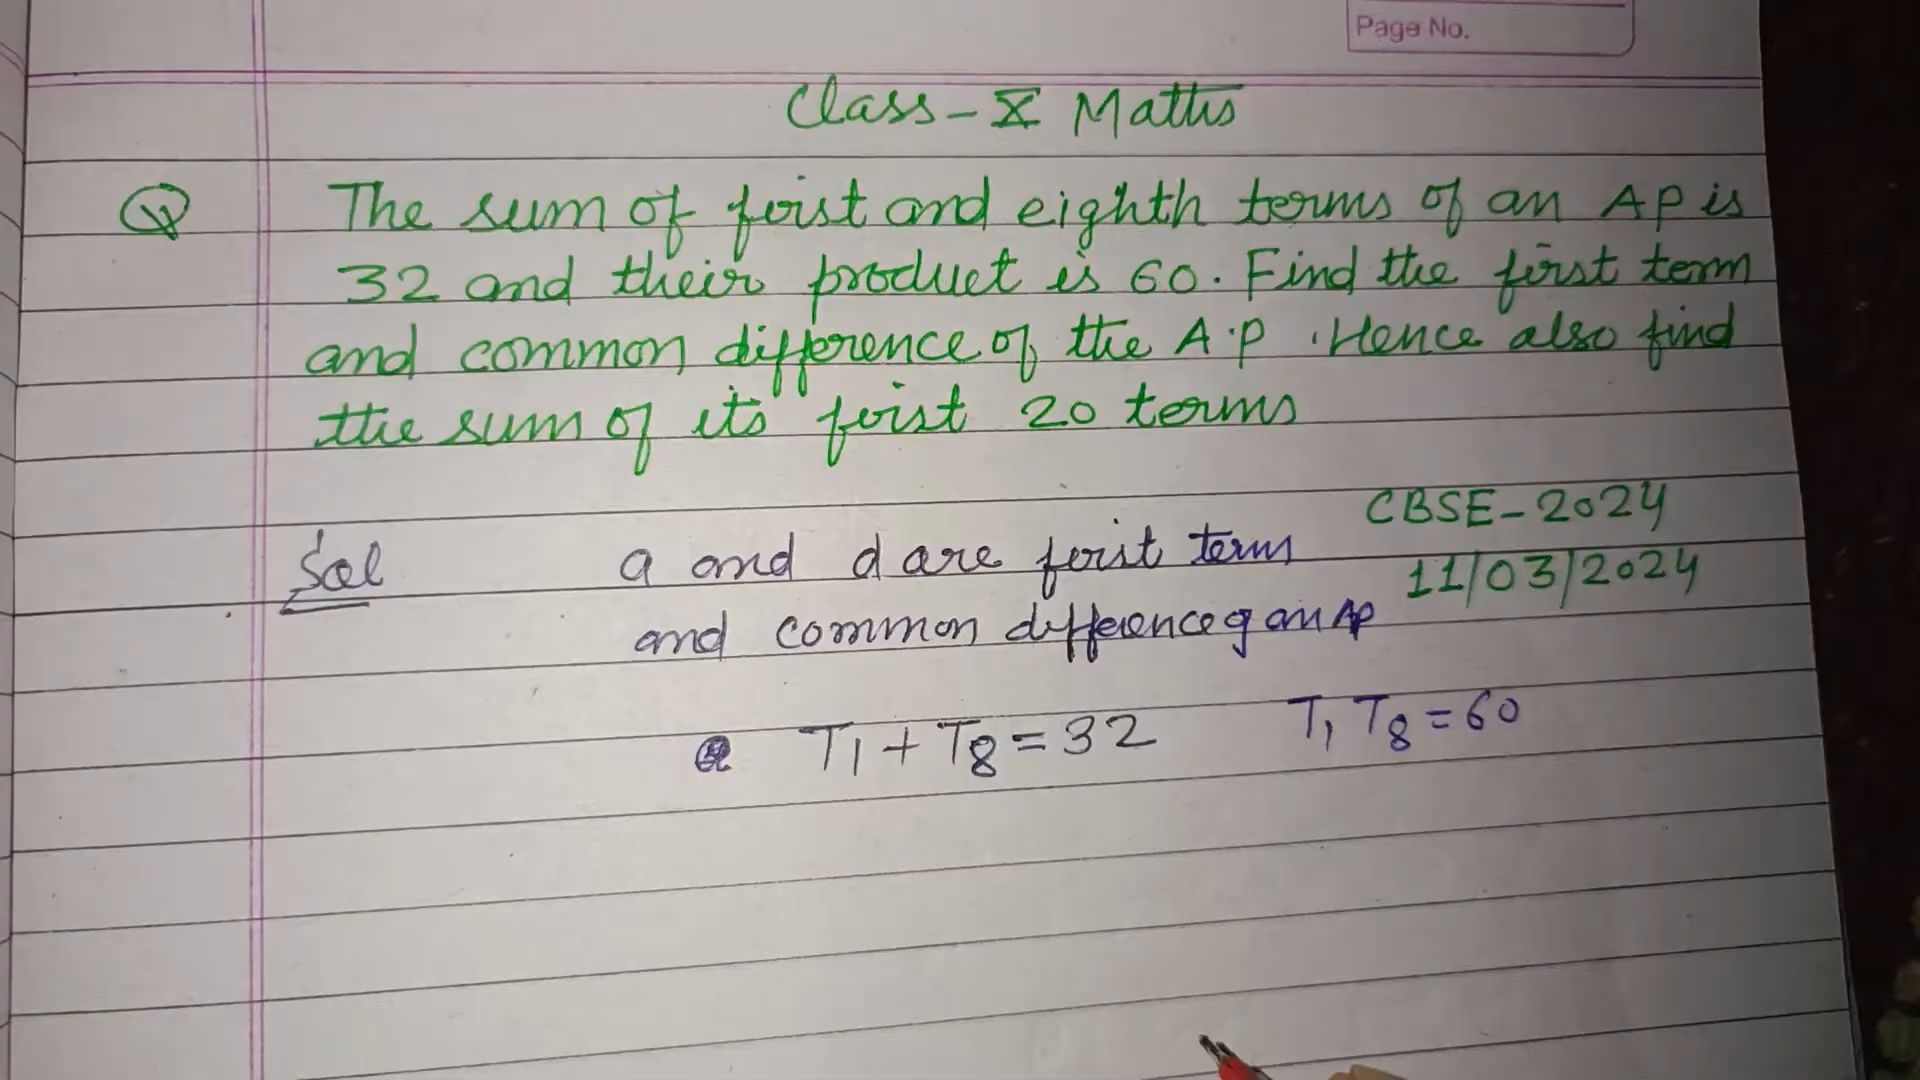 Page No.
Class-X Maths
Q The sum of first and eighth terms of an AP is
32 and their product is 60. Find the first term
and common difference of the A.P. Hence also find
the sum of its first 20 terms
CBSE-2024
11/03/2024
Sol a and d are first term
and common difference of an AP
T1 + T8 = 32 T1 T8 = 60